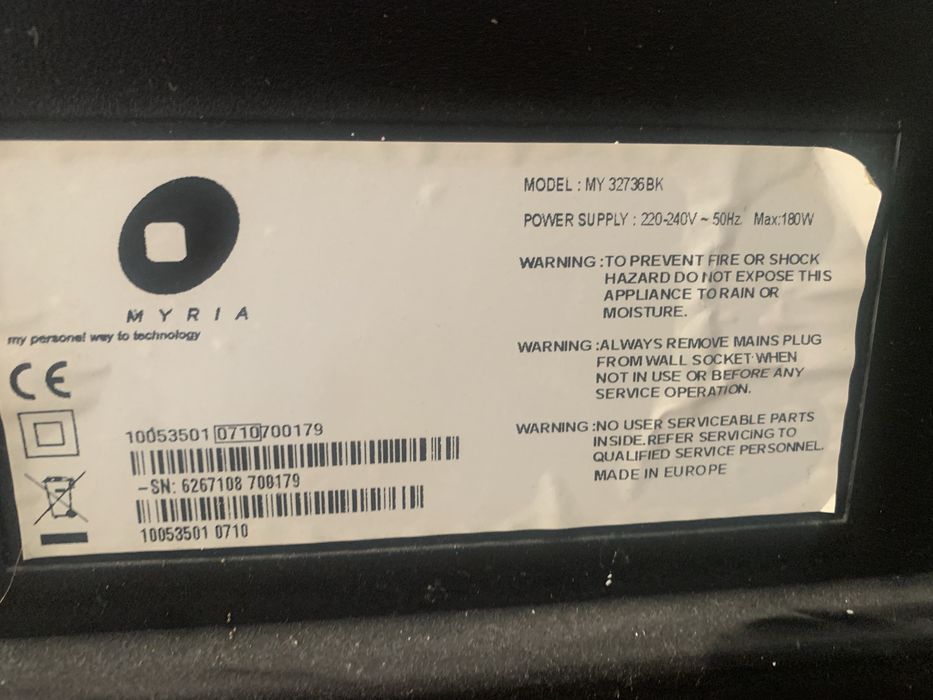 MYRIA
my personal way to technology
CE
10053501 0710700179
-SN: 6267108 700179
10053501 0710
MODEL : MY 32736BK
POWER SUPPLY : 220-240V ~ 50Hz Max:180W
WARNING :TO PREVENT FIRE OR SHOCK
HAZARD DO NOT EXPOSE THIS
APPLIANCE TO RAIN OR
MOISTURE.
WARNING :ALWAYS REMOVE MAINS PLUG
FROM WALL SOCKET WHEN
NOT IN USE OR BEFORE ANY
SERVICE OPERATION.
WARNING :NO USER SERVICEABLE PARTS
INSIDE.REFER SERVICING TO
QUALIFIED SERVICE PERSONNEL.
MADE IN EUROPE